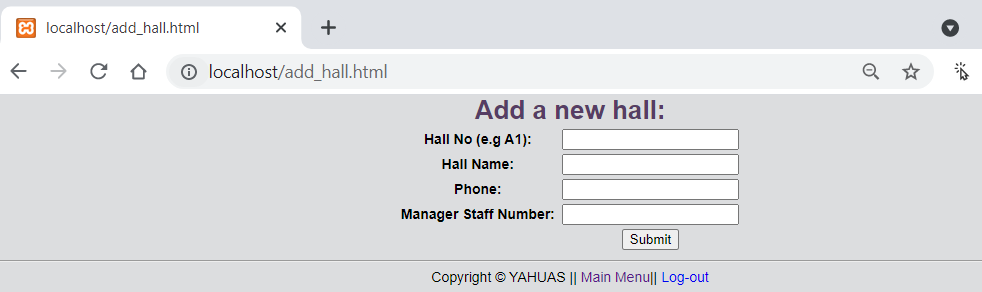 localhost/add_hall.html
localhost/add_hall.html
Add a new hall:
Hall No (e.g A1):
Hall Name:
Phone:
Manager Staff Number:
Submit
Copyright © YAHUAS || Main Menu|| Log-out